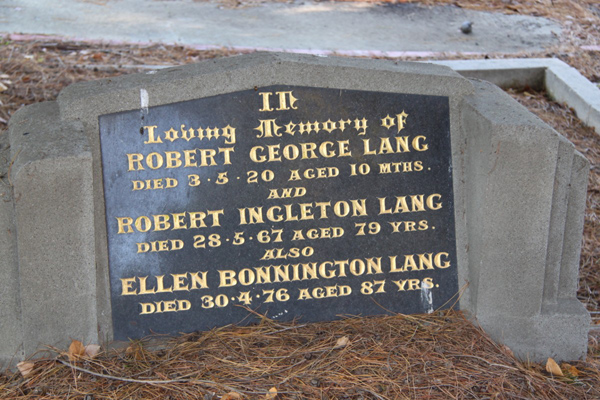 In
Loving Memory of
ROBERT GEORGE LANG
DIED 3·5·20 AGED 10 MTHS.
AND
ROBERT INGLETON LANG
DIED 28·5·67 AGED 79 YRS.
ALSO
ELLEN BONNINGTON LANG
DIED 30·4·76 AGED 87 YRS.